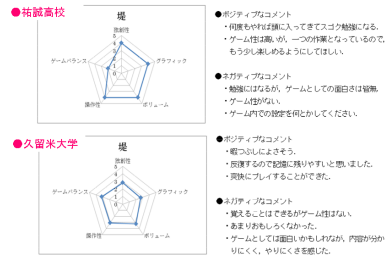 ●祐誠高校
堤
独創性
5
4
3
2
1
0
ゲームバランス
グラフィック
操作性
ボリューム
●ポジティブなコメント
・何度もやれば頭に入ってきてスゴク勉強になる。
・ゲーム性は高いが、一つの作業となっているので、
もう少し楽しめるようにしてほしい。
●ネガティブなコメント
・勉強にはなるが、ゲームとしての面白さは皆無。
・ゲーム性がない。
・ゲーム内での設定を何とかしてください。
●久留米大学
堤
独創性
5
4
3
2
1
0
ゲームバランス
グラフィック
操作性
ボリューム
●ポジティブなコメント
・暇つぶしによさそう。
・反復するので記憶に残りやすいと思いました。
・爽快にプレイすることができた。
●ネガティブなコメント
・覚えることはできるがゲーム性はない。
・あまりおもしろくなかった。
・ゲームとしては面白いかもしれなが、内容が分か
りにくく、やりにくさを感じた。